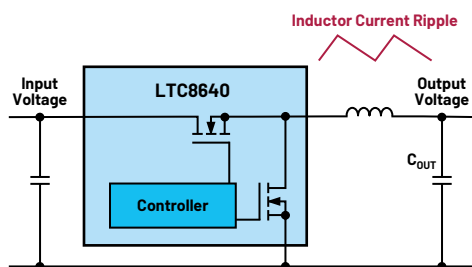 Inductor Current Ripple
Input
Voltage
LTC8640
Output
Voltage
COUT
Controller